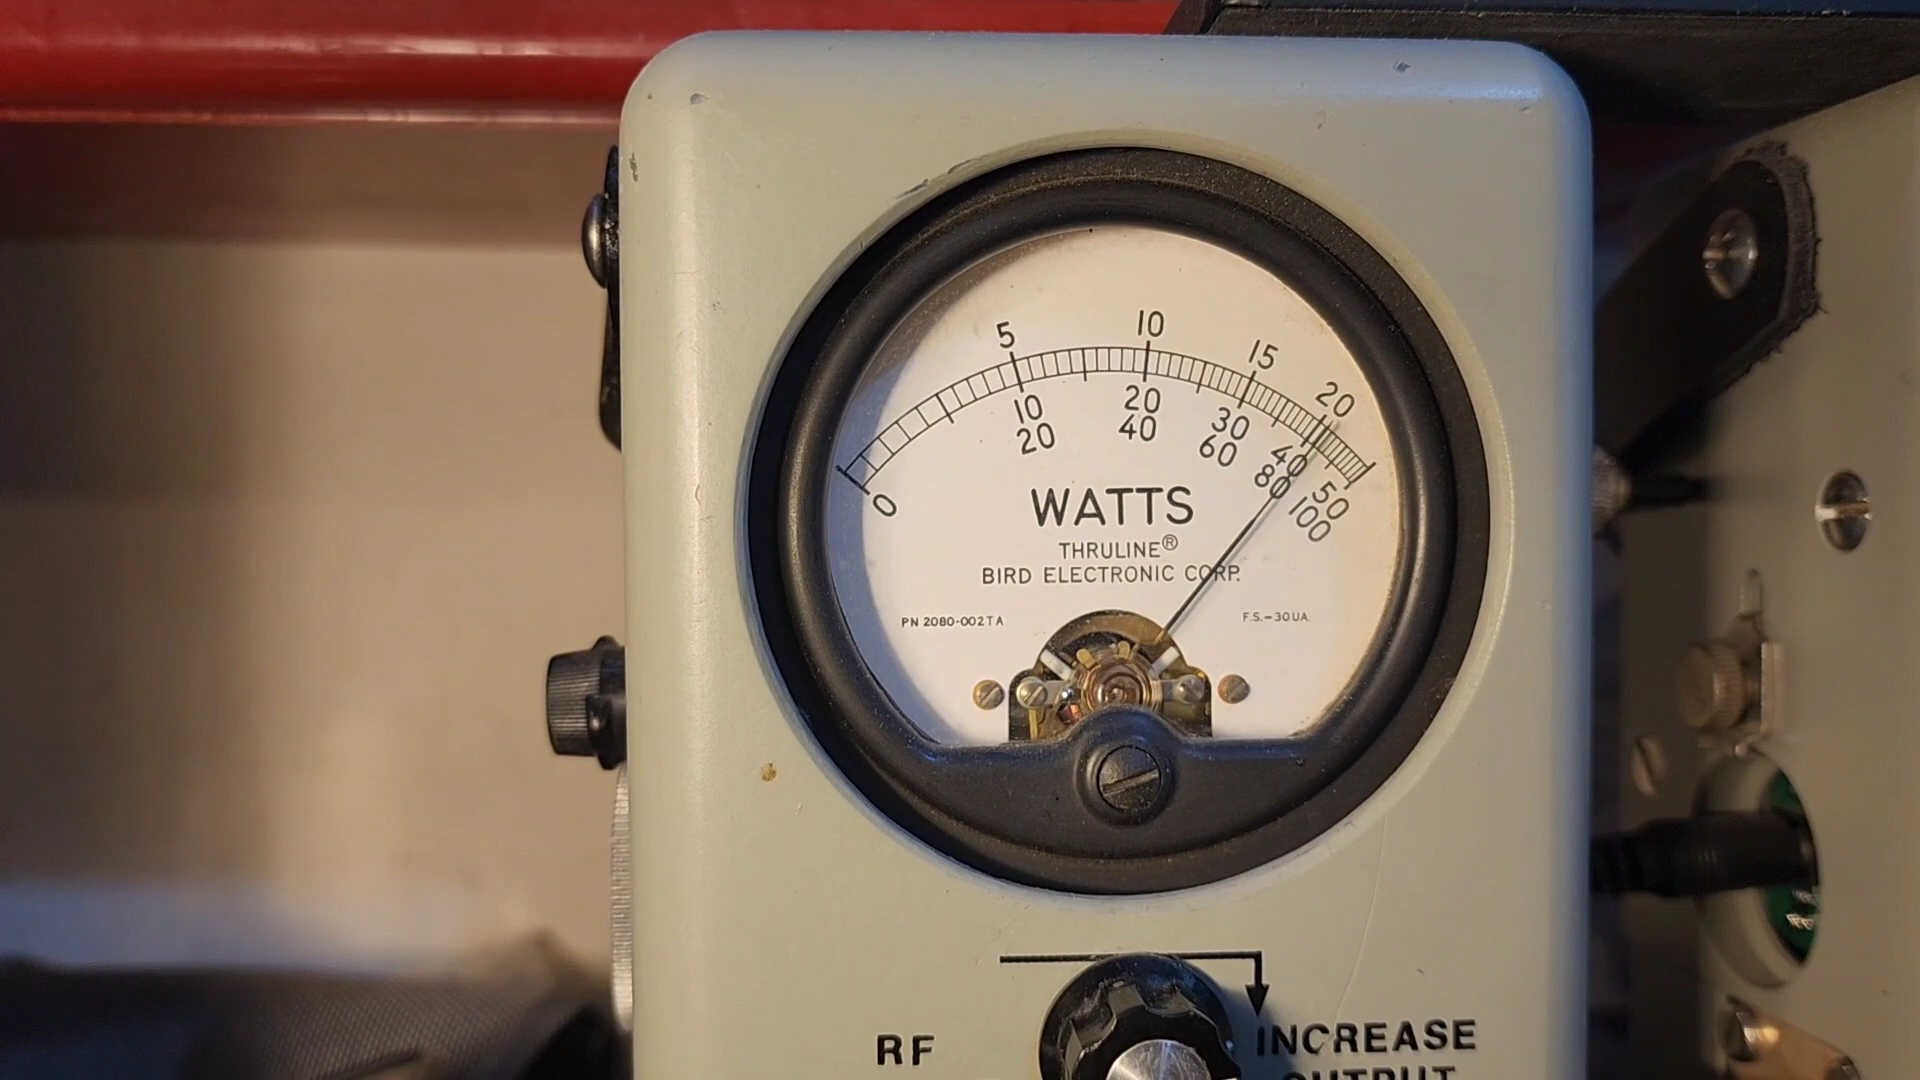 5 10 15 20
10 20 30 40 50
20 40 60 80 100
0
WATTS
THRULINE®
BIRD ELECTRONIC CORP.
PN 2080-002TA F.S.-30UA.
RF INCREASE
OUTPUT